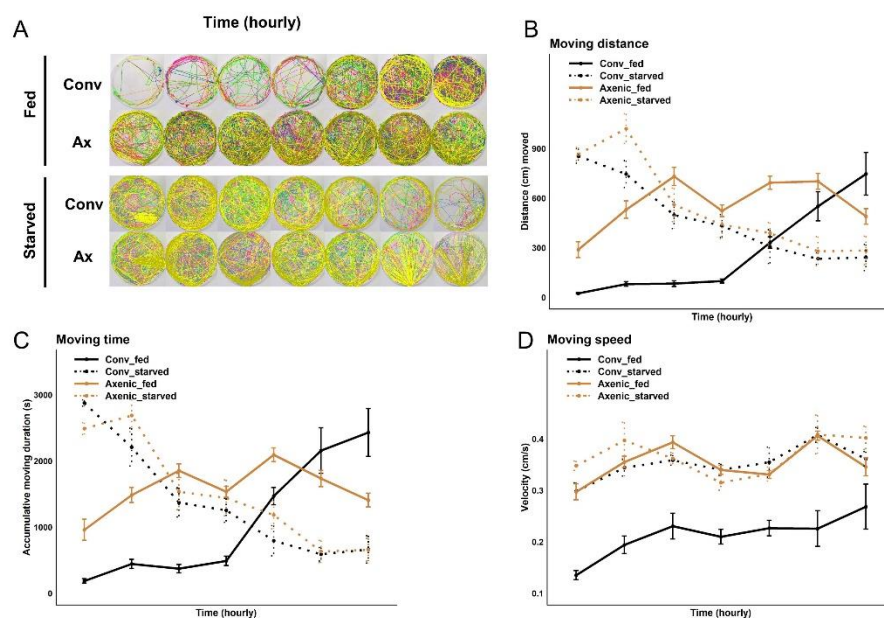 A
Time (hourly)
Fed
Conv
Ax
Starved
Conv
Ax
B
Moving distance
Conv_fed
Conv_starved
Axenic_fed
Axenic_starved
Distance (cm) moved
900
600
300
0
Time (hourly)
C
Moving time
Conv_fed
Conv_starved
Axenic_fed
Axenic_starved
Accumulative moving duration (s)
3000
2000
1000
0
Time (hourly)
D
Moving speed
Conv_fed
Conv_starved
Axenic_fed
Axenic_starved
Velocity (cm/s)
0.4
0.3
0.2
0.1
Time (hourly)